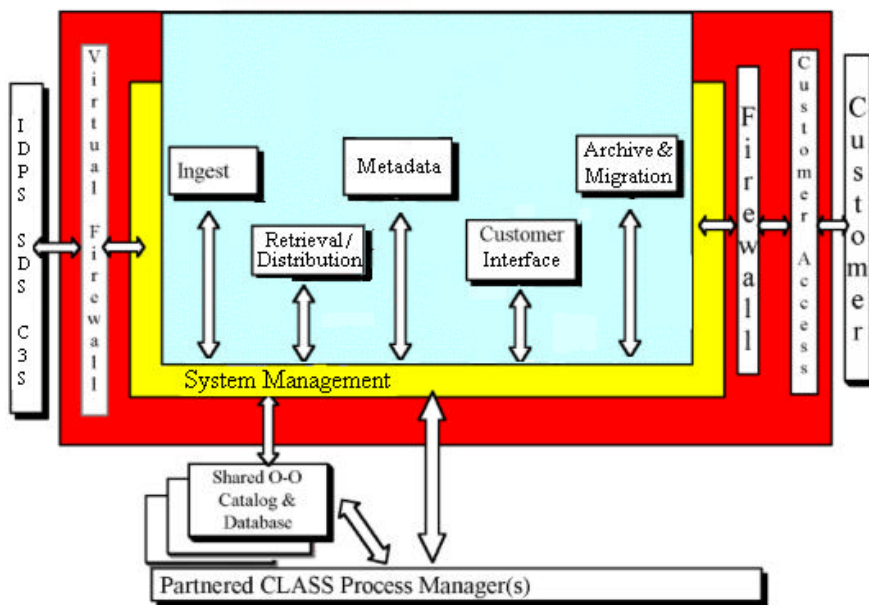 IDPS SDS C3S
Virtual Firewall
Ingest
Retrieval /
Distribution
Metadata
Customer
Interface
Archive &
Migration
Firewall
Customer Access
Customer
System Management
Shared O-O
Catalog &
Database
Partnered CLASS Process Manager(s)